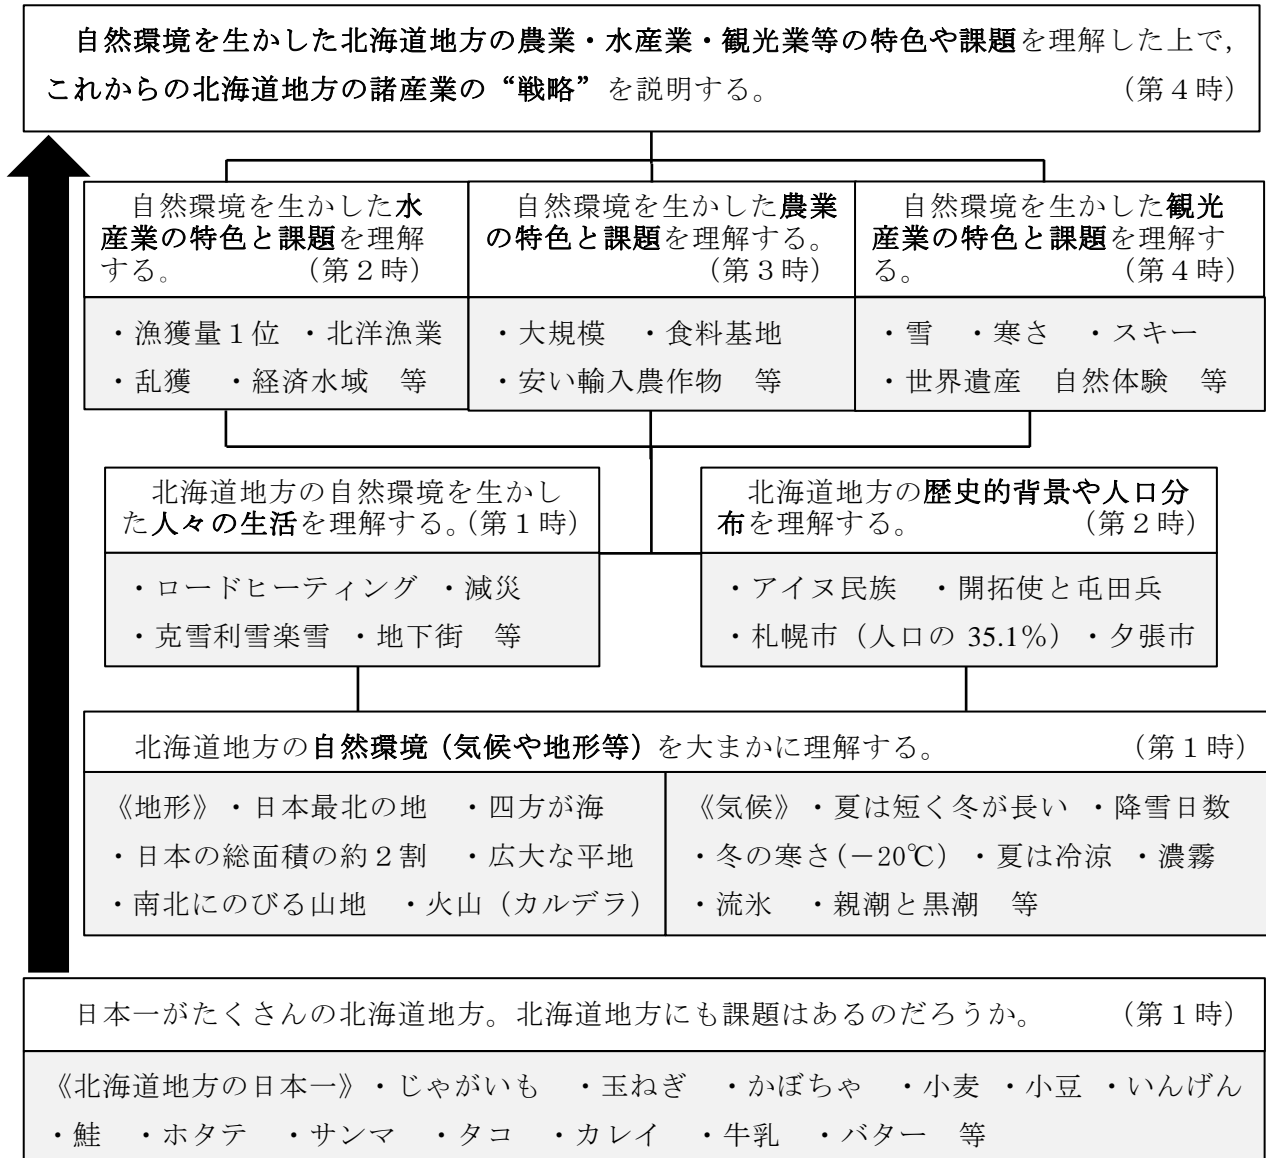 自然環境を生かした北海道地方の農業・水産業・観光業等の特色や課題を理解した上で,
これからの北海道地方の諸産業の“戦略”を説明する。 (第4時)
自然環境を生かした水
産業の特色と課題を理解
する。 (第2時)
・漁獲量1位 ・北洋漁業
・乱獲 ・経済水域 等
自然環境を生かした農業
の特色と課題を理解する。
(第3時)
・大規模 ・食料基地
・安い輸入農作物 等
自然環境を生かした観光
産業の特色と課題を理解す
る。 (第4時)
・雪 ・寒さ ・スキー
・世界遺産 自然体験 等
北海道地方の自然環境を生かし
た人々の生活を理解する。(第1時)
・ロードヒーティング ・減災
・克雪利雪楽雪 ・地下街 等
北海道地方の歴史的背景や人口分
布を理解する。 (第2時)
・アイヌ民族 ・開拓使と屯田兵
・札幌市(人口の 35.1%)・夕張市
北海道地方の自然環境(気候や地形等)を大まかに理解する。 (第1時)
《地形》・日本最北の地 ・四方が海
・日本の総面積の約2割 ・広大な平地
・南北にのびる山地 ・火山(カルデラ)
《気候》・夏は短く冬が長い ・降雪日数
・冬の寒さ(-20℃) ・夏は冷涼 ・濃霧
・流氷 ・親潮と黒潮 等
日本一がたくさんの北海道地方。北海道地方にも課題はあるのだろうか。 (第1時)
《北海道地方の日本一》・じゃがいも ・玉ねぎ ・かぼちゃ ・小麦 ・小豆 ・いんげん
・鮭 ・ホタテ ・サンマ ・タコ ・カレイ ・牛乳 ・バター 等